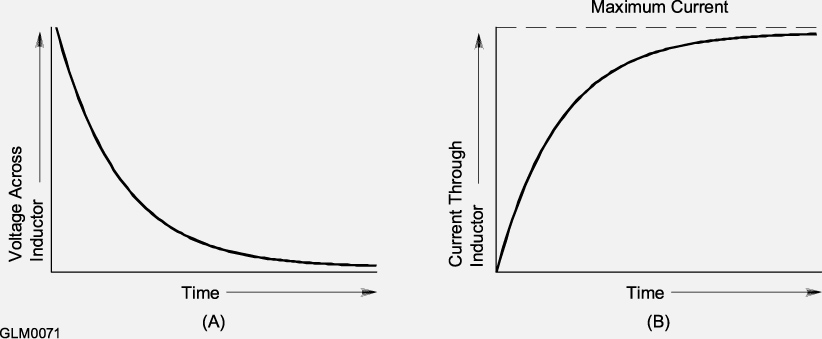 Maximum Current
Voltage Across
Inductor
Current Through
Inductor
Time
Time
(A)
(B)
GLM0071